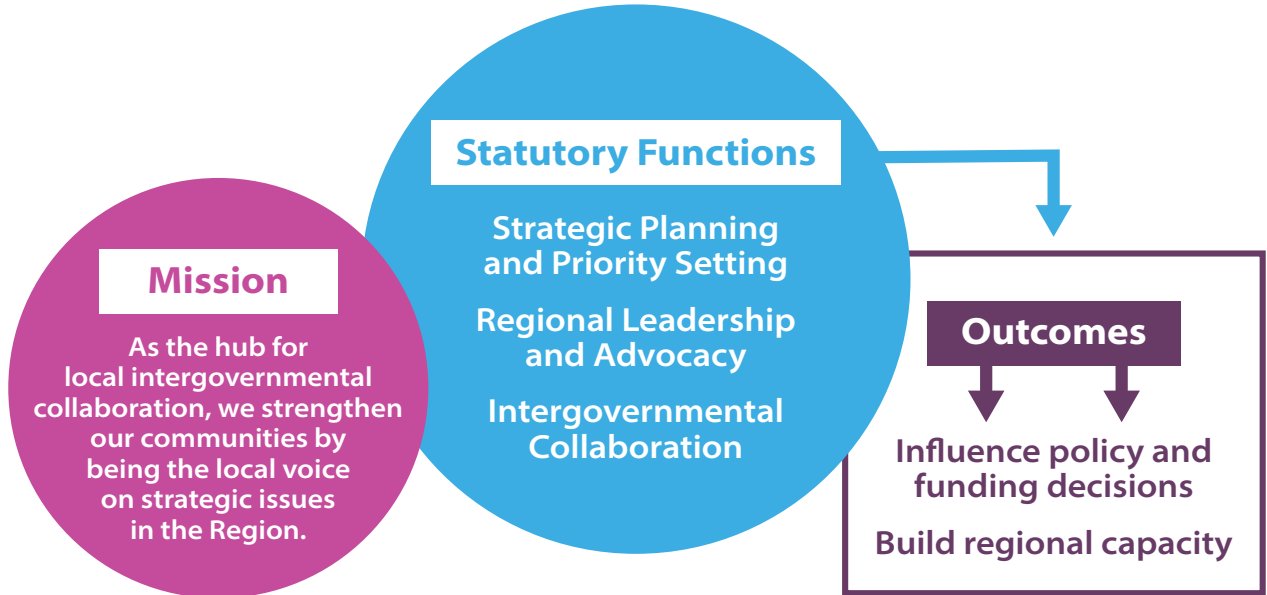 Mission
As the hub for
local intergovernmental
collaboration, we strengthen
our communities by
being the local voice
on strategic issues
in the Region.
Statutory Functions
Strategic Planning
and Priority Setting
Regional Leadership
and Advocacy
Intergovernmental
Collaboration
Outcomes
Influence policy and
funding decisions
Build regional capacity